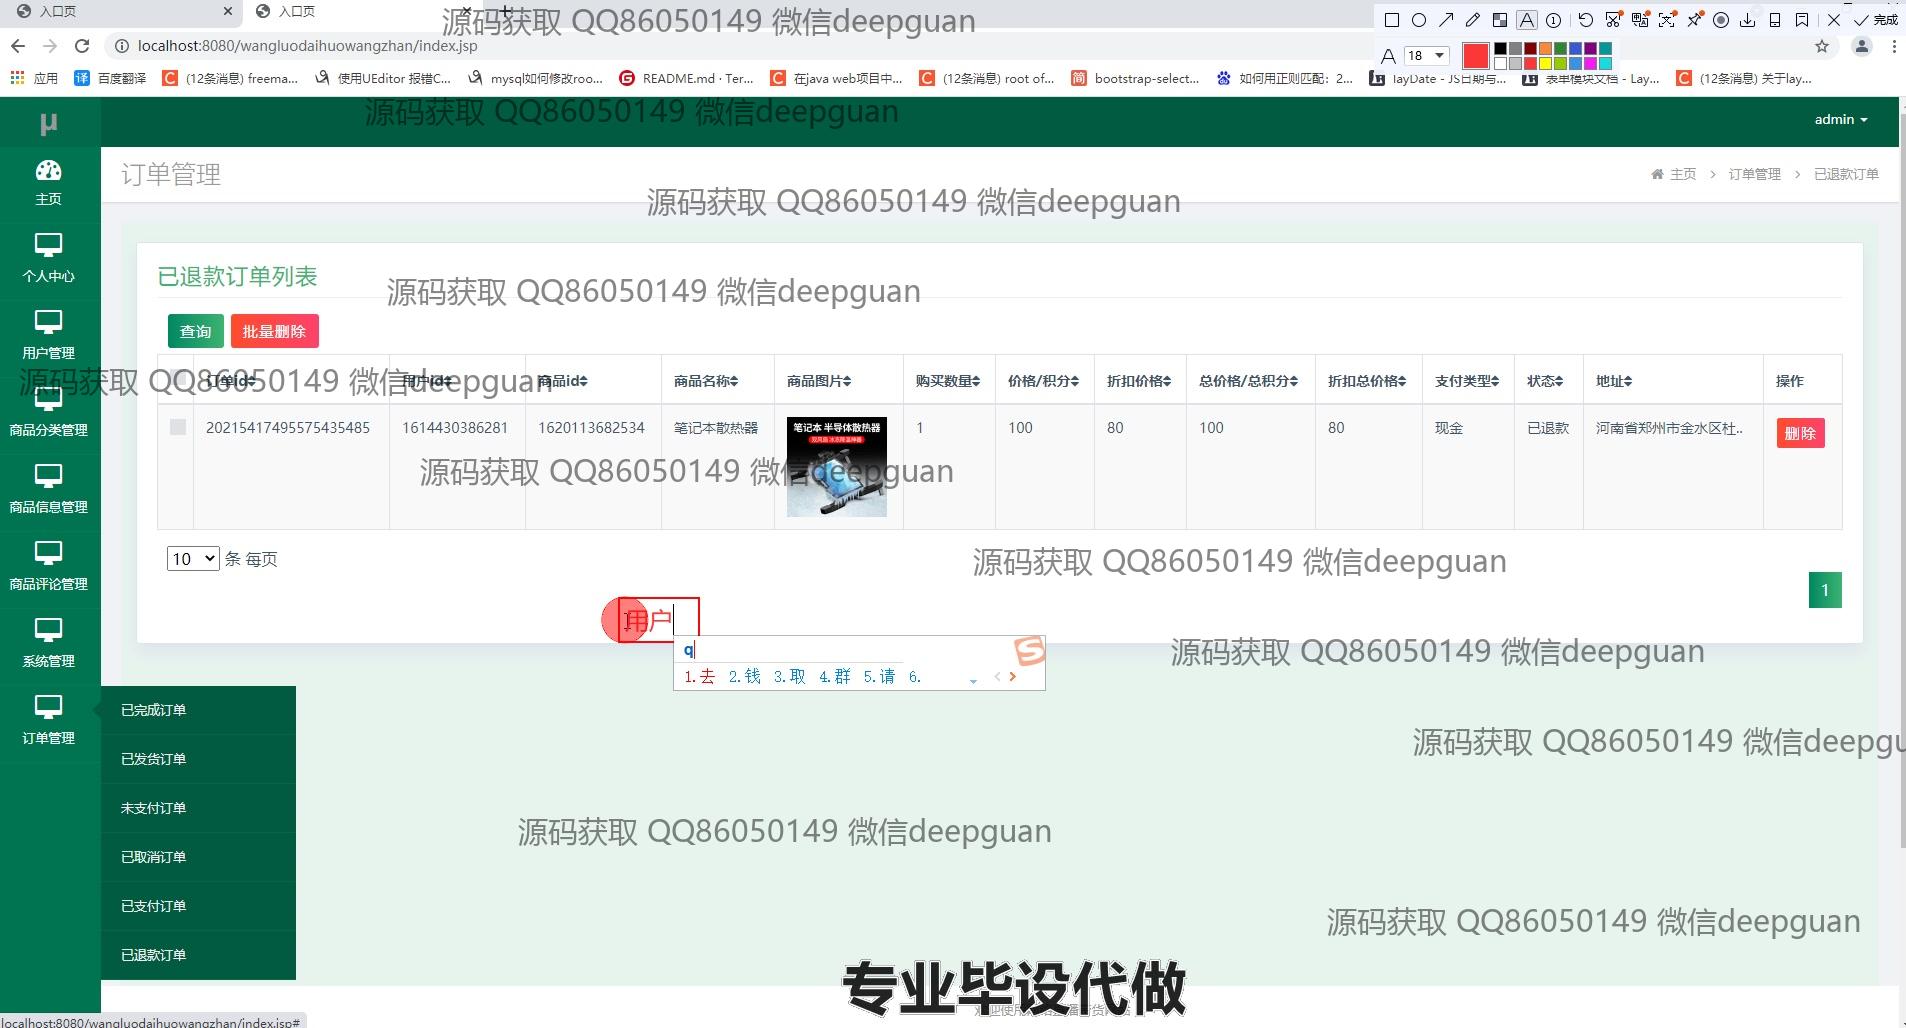 入口页
入口页
源码获取 QQ86050149 微信deepguan
18
完成
localhost:8080/wangluodaihuowangzhan/index.jsp
应用
百度翻译
(12条消息) freema...
使用UEditor 报错C...
mysql如何修改roo...
README.md · Ter...
在java web项目中...
(12条消息) root of...
bootstrap-select...
如何用正则匹配：2...
layDate - JS日期与...
表单模块文档 - Lay...
(12条消息) 关于lay...
源码获取 QQ86050149 微信deepguan
μ
admin
主页
订单管理
主页 > 订单管理 > 已退款订单
源码获取 QQ86050149 微信deepguan
个人中心
已退款订单列表
源码获取 QQ86050149 微信deepguan
查询
批量删除
用户管理
源码获取 QQ86050149 微信deepguan
订单id
用户id
商品id
商品名称
商品图片
购买数量
价格/积分
折扣价格
总价格/总积分
折扣总价格
支付类型
状态
地址
操作
20215417495575435485
1614430386281
1620113682534
笔记本散热器
笔记本 半导体散热器
1
100
80
100
80
现金
已退款
河南省郑州市金水区杜..
删除
商品分类管理
源码获取 QQ86050149 微信deepguan
商品信息管理
10 条 每页
源码获取 QQ86050149 微信deepguan
商品评论管理
1
用户
q
1.去 2.钱 3.取 4.群 5.请 6.
源码获取 QQ86050149 微信deepguan
系统管理
订单管理
已完成订单
已发货订单
未支付订单
已取消订单
已支付订单
已退款订单
源码获取 QQ86050149 微信deepgu
源码获取 QQ86050149 微信deepguan
源码获取 QQ86050149 微信deepguan
专业毕设代做
localhost:8080/wangluodaihuowangzhan/index.jsp#